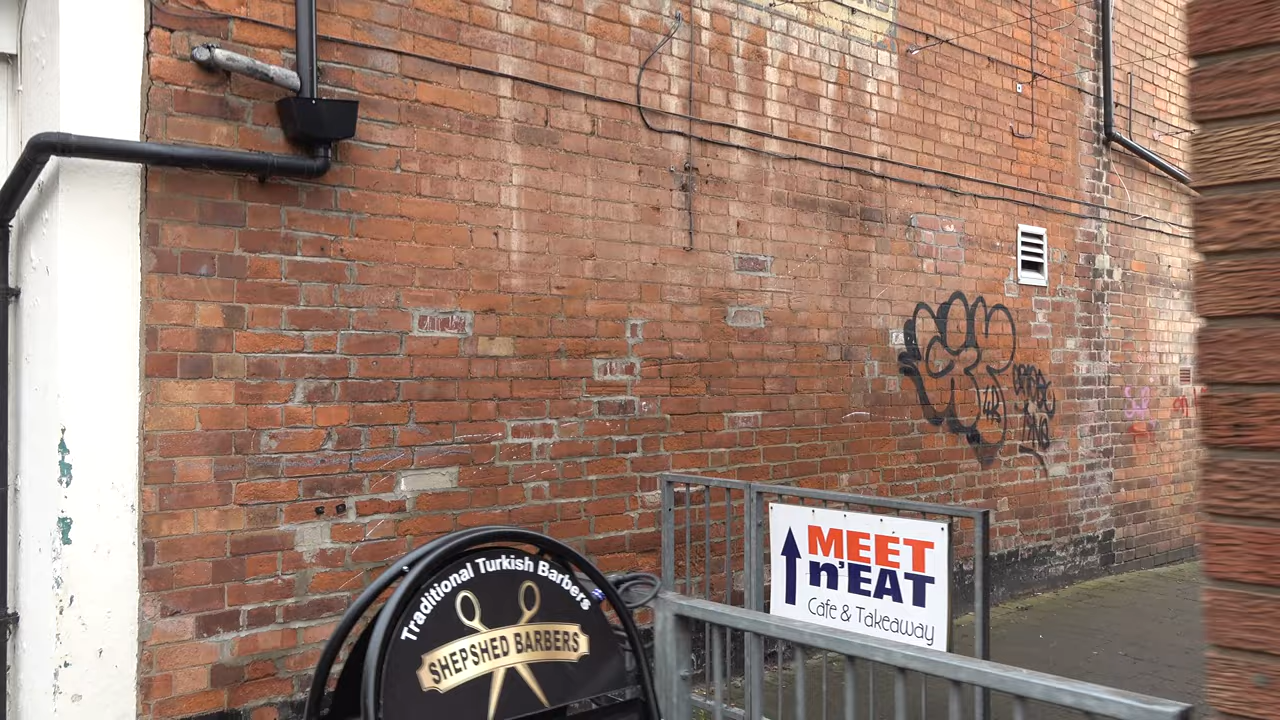 Traditional Turkish Barbers
SHEPSHED BARBERS
MEET
n'EAT
Cafe & Takeaway